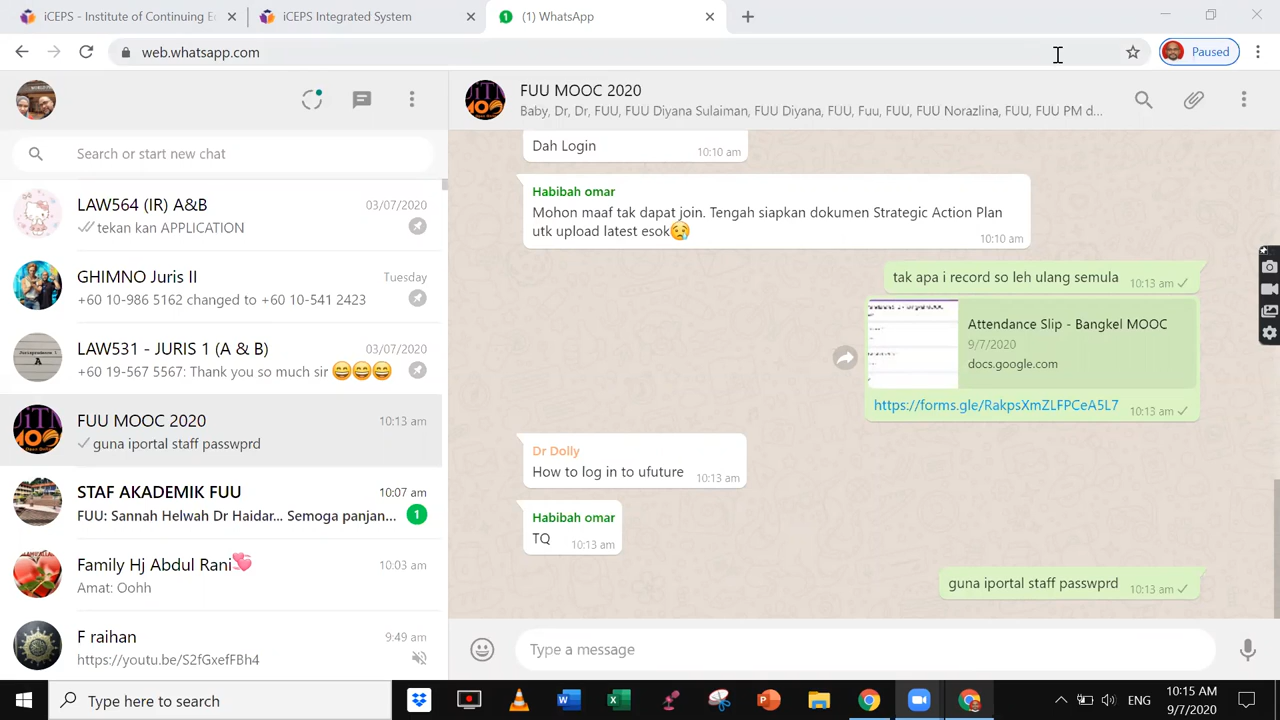 iCEPS - Institute of Continuing E
iCEPS Integrated System
(1) WhatsApp
web.whatsapp.com
Paused
FUU MOOC 2020
Baby, Dr, Dr, FUU, FUU Diyana Sulaiman, FUU Diyana, FUU, Fuu, FUU, FUU Norazlina, FUU, FUU PM d...
Search or start new chat
LAW564 (IR) A&B
03/07/2020
tekan kan APPLICATION
GHIMNO Juris II
Tuesday
+60 10-986 5162 changed to +60 10-541 2423
LAW531 - JURIS 1 (A & B)
03/07/2020
+60 19-567 5567: Thank you so much sir 😄😄😄
FUU MOOC 2020
10:13 am
guna iportal staff passwprd
STAF AKADEMIK FUU
10:07 am
FUU: Sannah Helwah Dr Haidar... Semoga panjan...
1
Family Hj Abdul Rani💕
10:03 am
Amat: Oohh
F raihan
9:49 am
https://youtu.be/S2fGxefFBh4
Dah Login
10:10 am
Habibah omar
Mohon maaf tak dapat join. Tengah siapkan dokumen Strategic Action Plan
utk upload latest esok😥
10:10 am
tak apa i record so leh ulang semula
10:13 am
Attendance Slip - Bangkel MOOC
9/7/2020
docs.google.com
https://forms.gle/RakpsXmZLFPCeA5L7
10:13 am
Dr Dolly
How to log in to ufuture
10:13 am
Habibah omar
TQ
10:13 am
guna iportal staff passwprd
10:13 am
Type a message
Type here to search
ENG
10:15 AM
9/7/2020